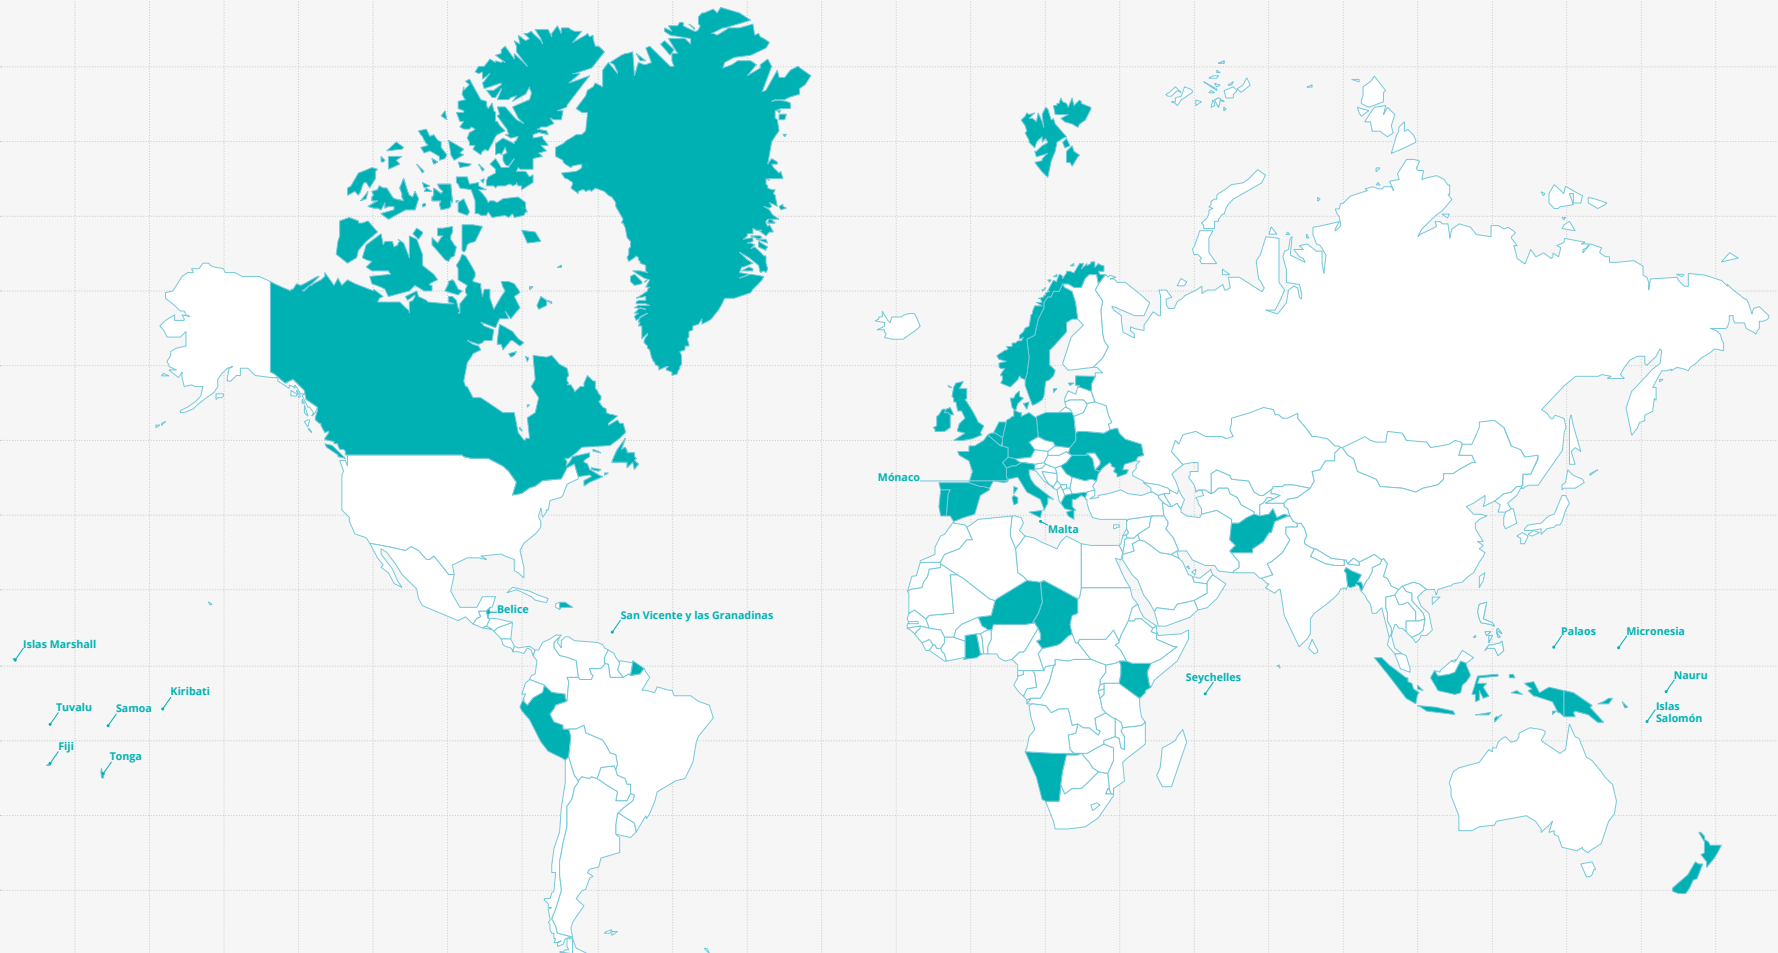 Mónaco
Malta
Belice
San Vicente y las Granadinas
Islas Marshall
Palaos
Micronesia
Seychelles
Nauru
Kiribati
Tuvalu
Samoa
Islas
Salomón
Fiji
Tonga